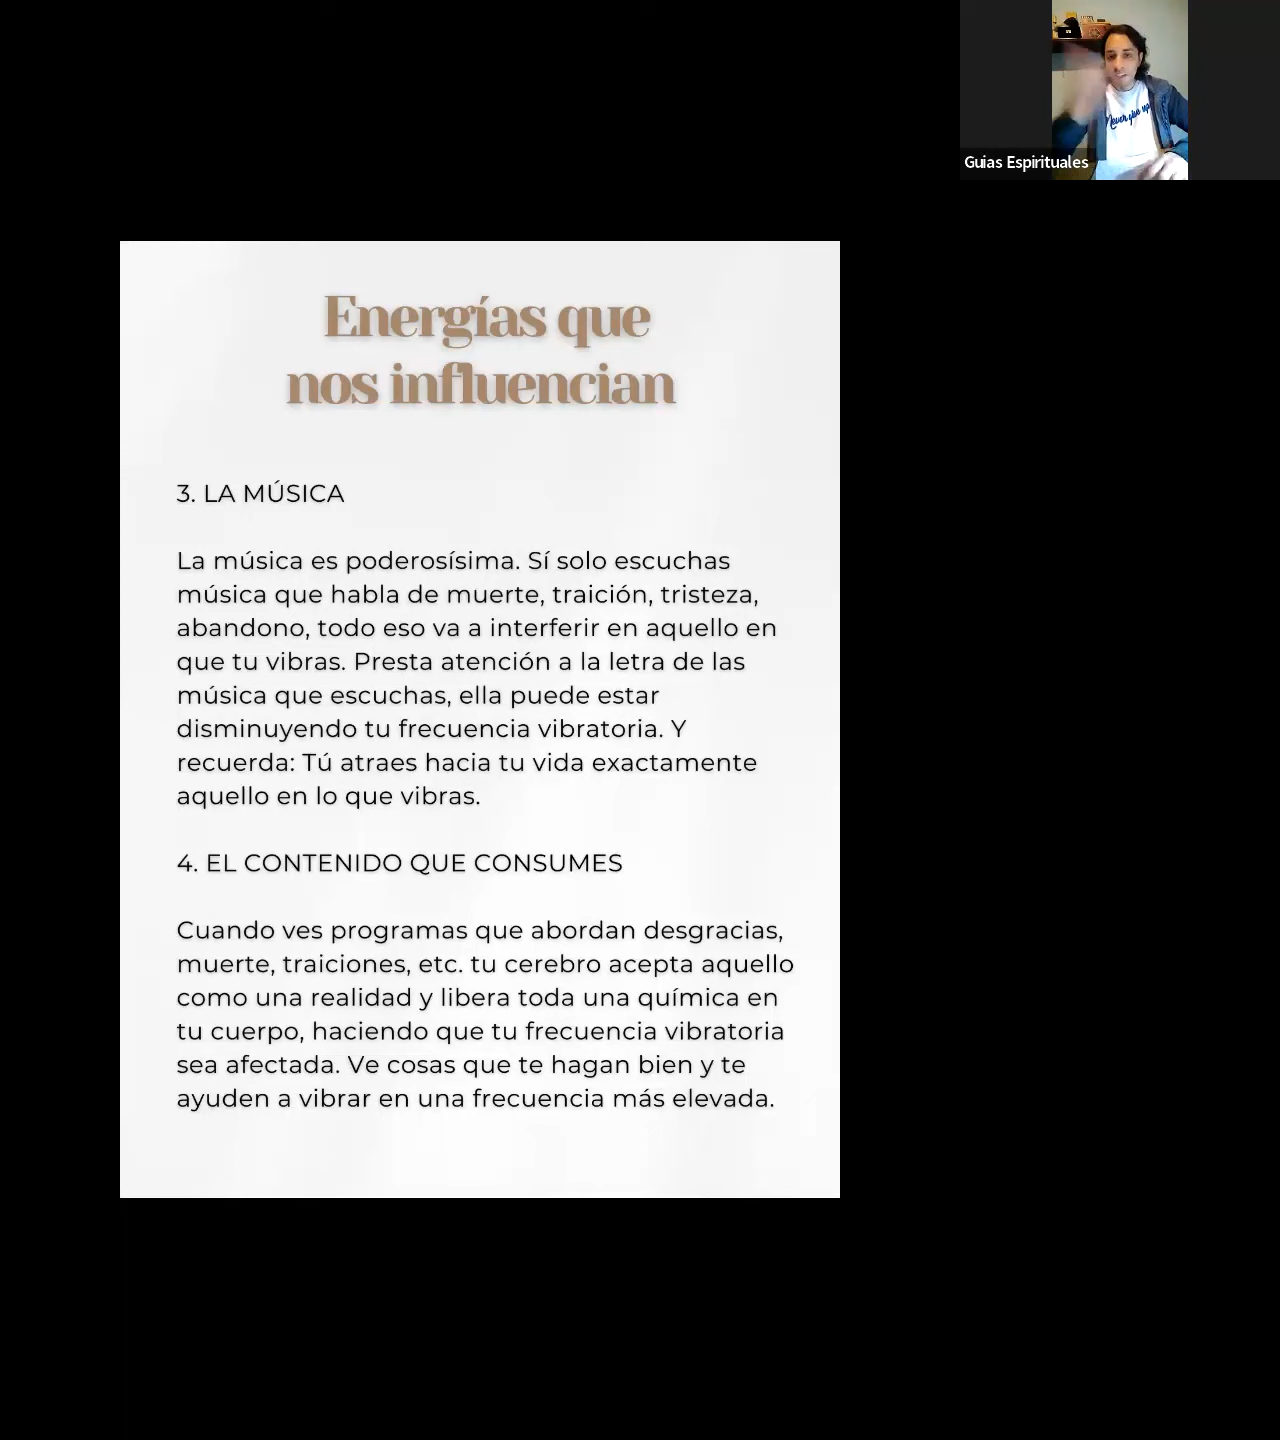 Never give up
Guias Espirituales
Energías que
nos influencian
3. LA MÚSICA
La música es poderosísima. Sí solo escuchas
música que habla de muerte, traición, tristeza,
abandono, todo eso va a interferir en aquello en
que tu vibras. Presta atención a la letra de las
música que escuchas, ella puede estar
disminuyendo tu frecuencia vibratoria. Y
recuerda: Tú atraes hacia tu vida exactamente
aquello en lo que vibras.
4. EL CONTENIDO QUE CONSUMES
Cuando ves programas que abordan desgracias,
muerte, traiciones, etc. tu cerebro acepta aquello
como una realidad y libera toda una química en
tu cuerpo, haciendo que tu frecuencia vibratoria
sea afectada. Ve cosas que te hagan bien y te
ayuden a vibrar en una frecuencia más elevada.